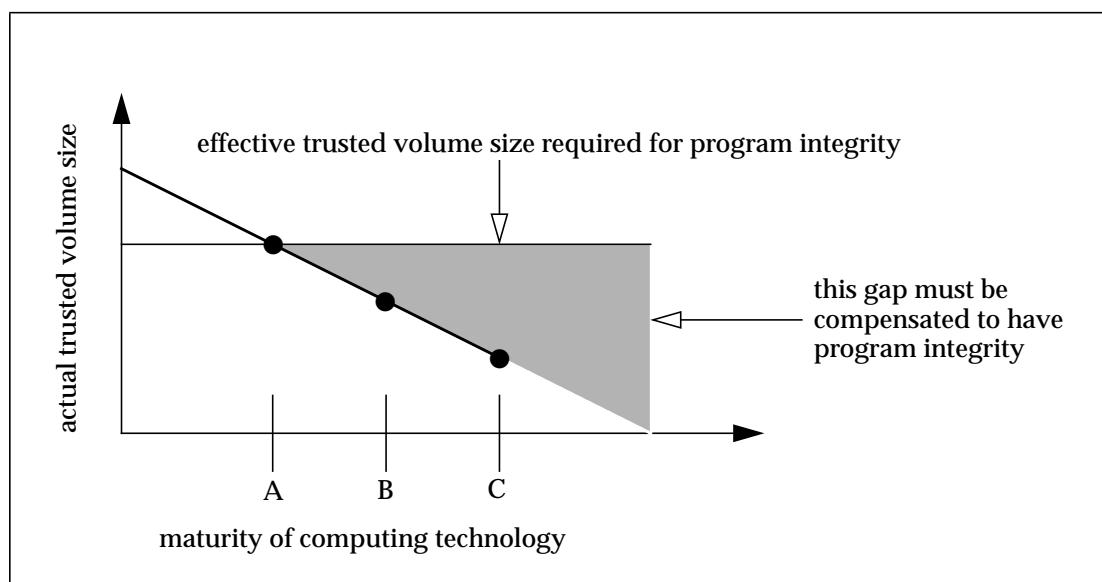 effective trusted volume size required for program integrity
actual trusted volume size
this gap must be
compensated to have
program integrity
A B C
maturity of computing technology